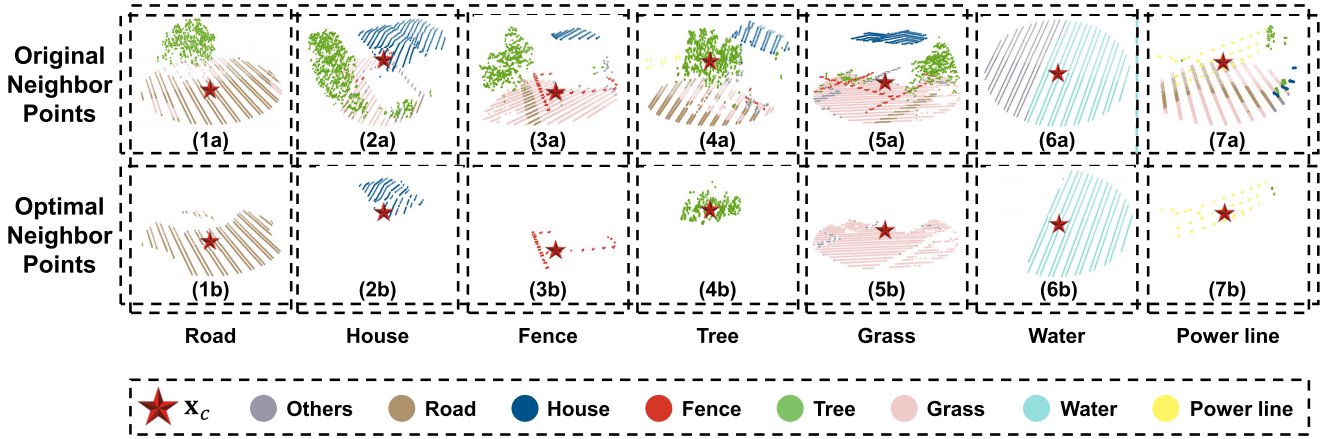 Original
Neighbor
Points
(1a) (2a) (3a) (4a) (5a) (6a) (7a)
Optimal
Neighbor
Points
(1b) (2b) (3b) (4b) (5b) (6b) (7b)
Road House Fence Tree Grass Water Power line
x_c Others Road House Fence Tree Grass Water Power line